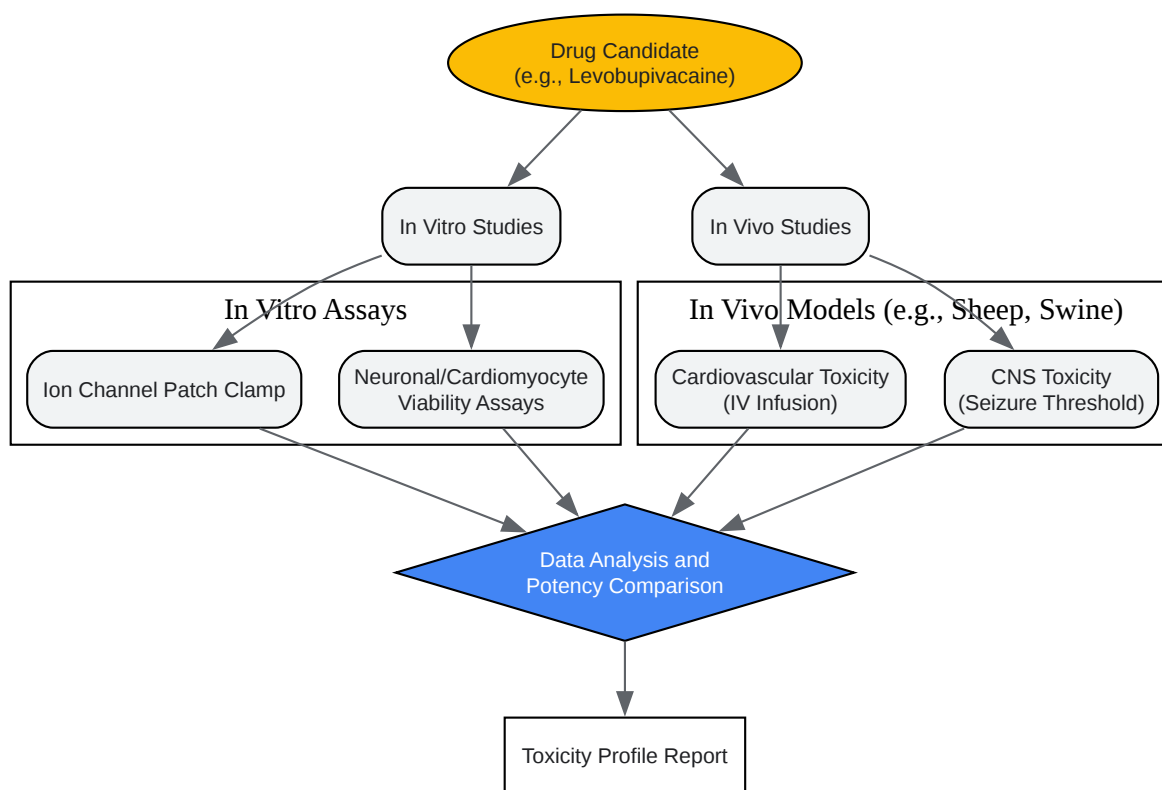 Drug Candidate
(e.g., Levobupivacaine)
In Vitro Studies
In Vivo Studies
In Vitro Assays
In Vivo Models (e.g., Sheep, Swine)
Ion Channel Patch Clamp
Neuronal/Cardiomyocyte
Viability Assays
Cardiovascular Toxicity
(IV Infusion)
CNS Toxicity
(Seizure Threshold)
Data Analysis and
Potency Comparison
Toxicity Profile Report